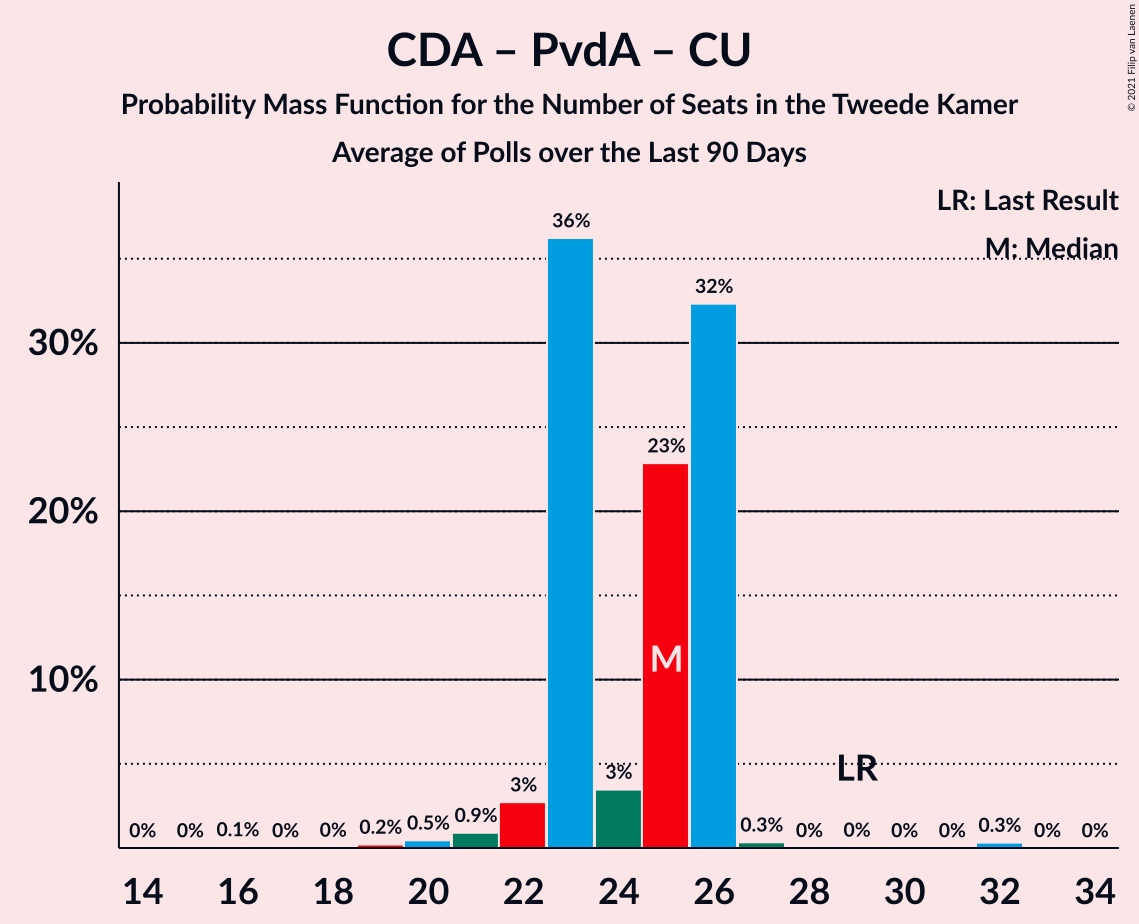 CDA – PvdA – CU
Probability Mass Function for the Number of Seats in the Tweede Kamer
Average of Polls over the Last 90 Days
© 2021 Filip van Laenen
LR: Last Result
M: Median
36%
32%
30%
23%
20%
M
10%
LR
3%
3%
0% 0% 0.1% 0% 0% 0.2% 0.5% 0.9% 0.3% 0% 0% 0% 0% 0.3% 0% 0%
14 16 18 20 22 24 26 28 30 32 34